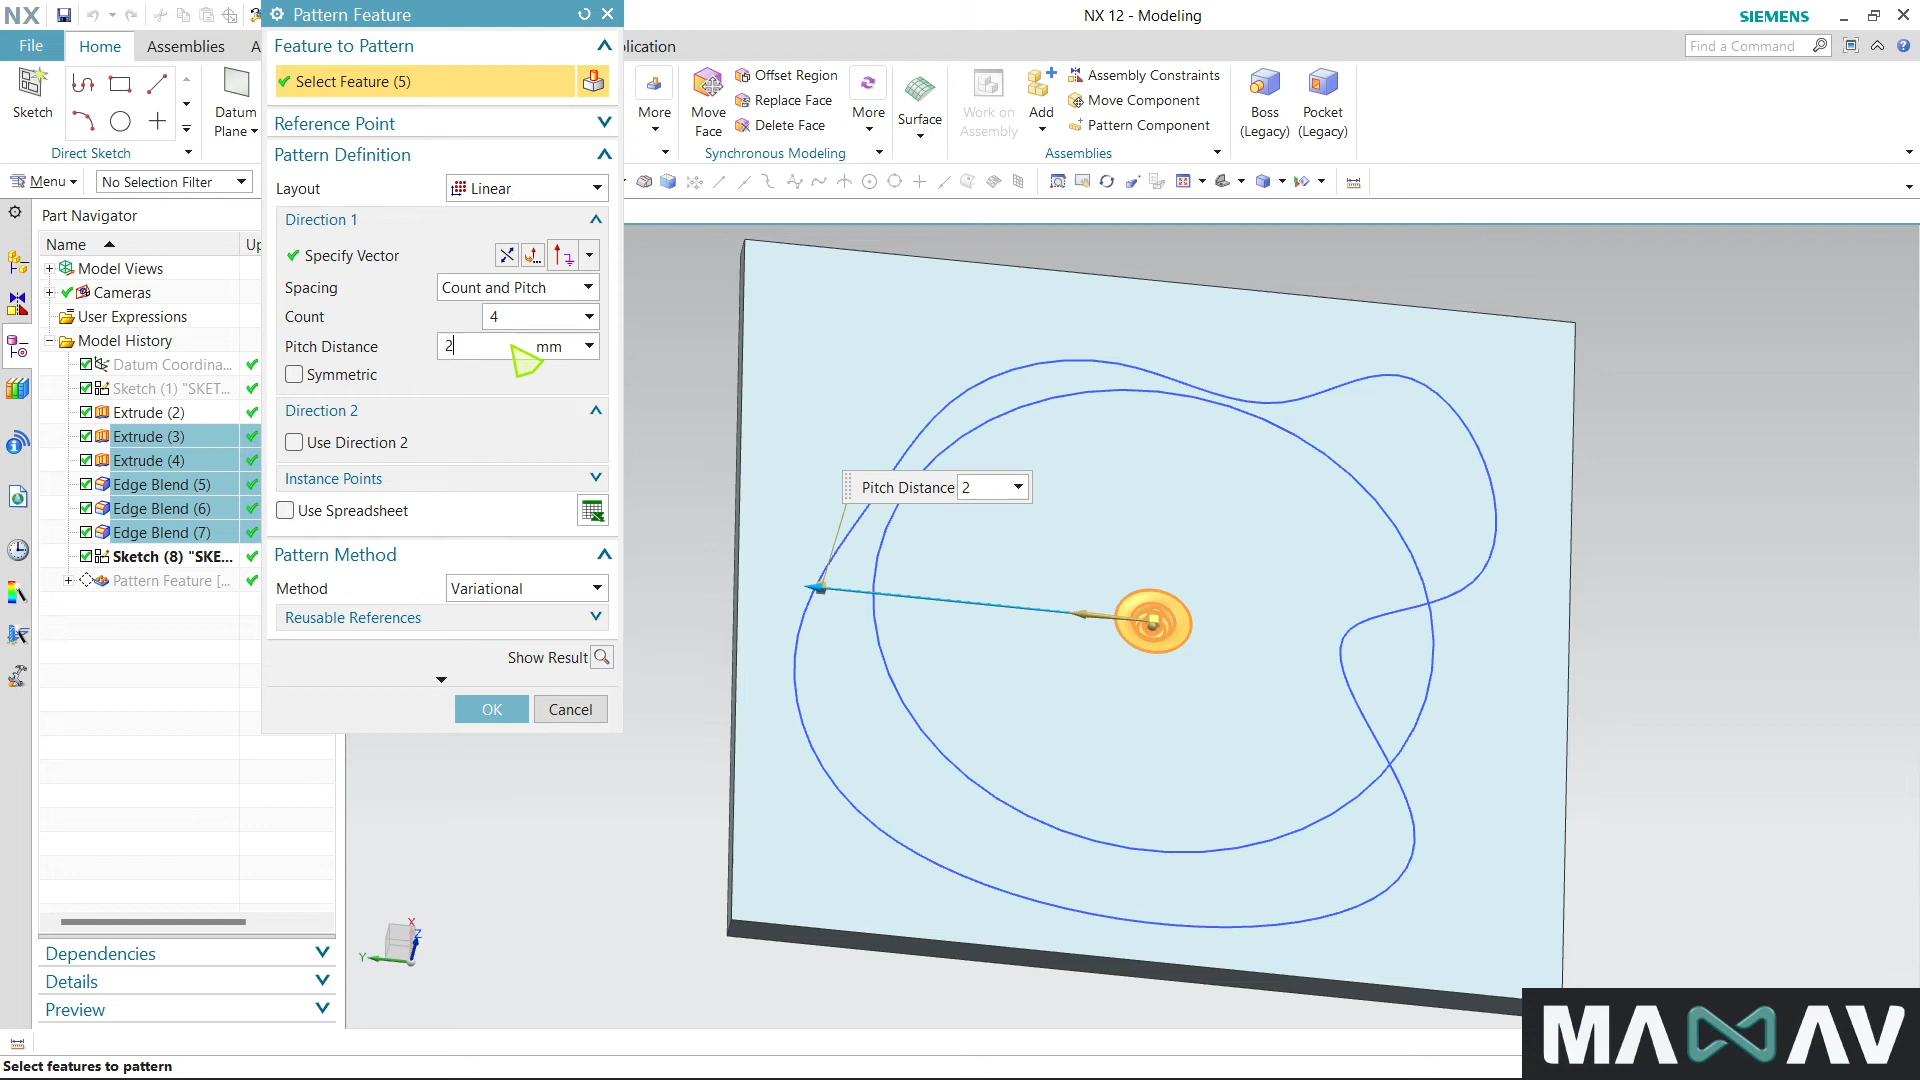 NX
Pattern Feature
NX 12 - Modeling
SIEMENS
File
Home
Assemblies
A
lication
Find a Command
Feature to Pattern
Select Feature (5)
Sketch
Datum
Plane
Direct Sketch
More
Move
Face
Offset Region
Replace Face
Delete Face
More
Synchronous Modeling
Surface
Work on
Assembly
Add
Assembly Constraints
Move Component
Pattern Component
Assemblies
Boss
(Legacy)
Pocket
(Legacy)
Reference Point
Pattern Definition
Menu
No Selection Filter
Layout
Linear
Part Navigator
Direction 1
Name
Up
Specify Vector
Model Views
Spacing
Count and Pitch
Cameras
Count
4
User Expressions
Pitch Distance
2
mm
Model History
Symmetric
Datum Coordina...
Sketch (1) "SKET...
Direction 2
Extrude (2)
Use Direction 2
Extrude (3)
Extrude (4)
Instance Points
Edge Blend (5)
Pitch Distance 2
Use Spreadsheet
Edge Blend (6)
Edge Blend (7)
Pattern Method
Sketch (8) "SKE...
Pattern Feature [...
Method
Variational
Reusable References
Show Result
OK
Cancel
X
Z
Y
Dependencies
Details
Preview
Select features to pattern
MANAV